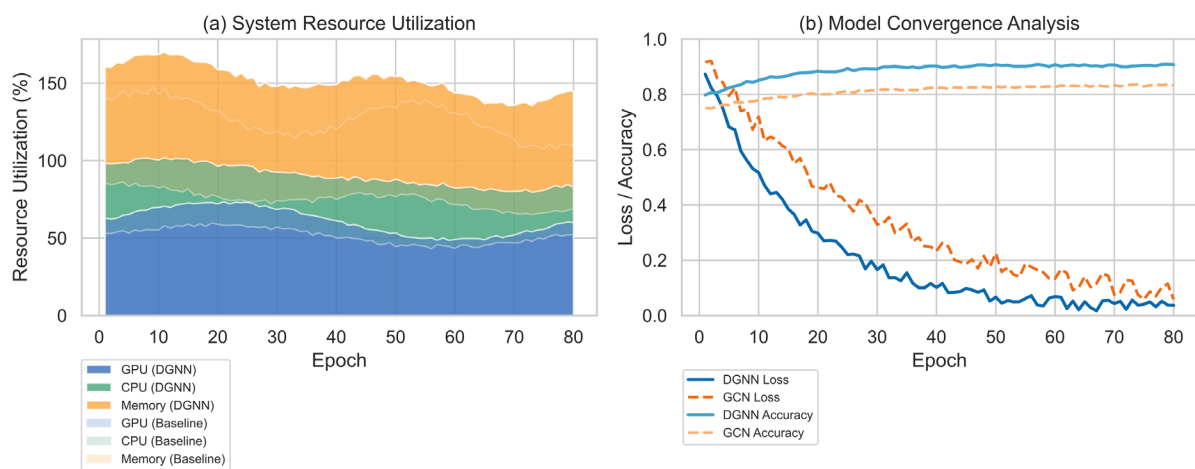 (a) System Resource Utilization
Resource Utilization (%)
150
100
50
0
0 10 20 30 40 50 60 70 80
Epoch
GPU (DGNN)
CPU (DGNN)
Memory (DGNN)
GPU (Baseline)
CPU (Baseline)
Memory (Baseline)
(b) Model Convergence Analysis
Loss / Accuracy
1.0
0.8
0.6
0.4
0.2
0.0
0 10 20 30 40 50 60 70 80
Epoch
DGNN Loss
GCN Loss
DGNN Accuracy
GCN Accuracy